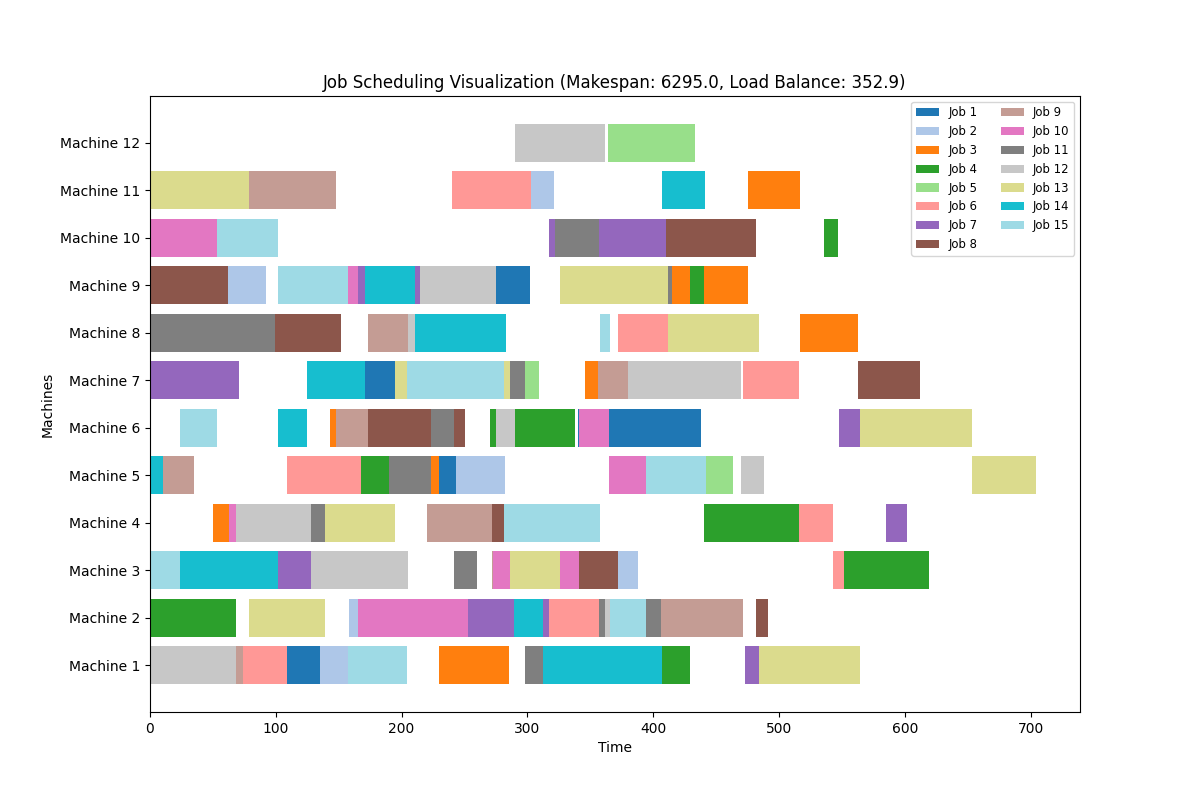 Job Scheduling Visualization (Makespan: 6295.0, Load Balance: 352.9)
Machine 12
Machine 11
Machine 10
Machine 9
Machine 8
Machine 7
Machine 6
Machine 5
Machine 4
Machine 3
Machine 2
Machine 1
Machines
0 100 200 300 400 500 600 700
Time
Job 1
Job 2
Job 3
Job 4
Job 5
Job 6
Job 7
Job 8
Job 9
Job 10
Job 11
Job 12
Job 13
Job 14
Job 15